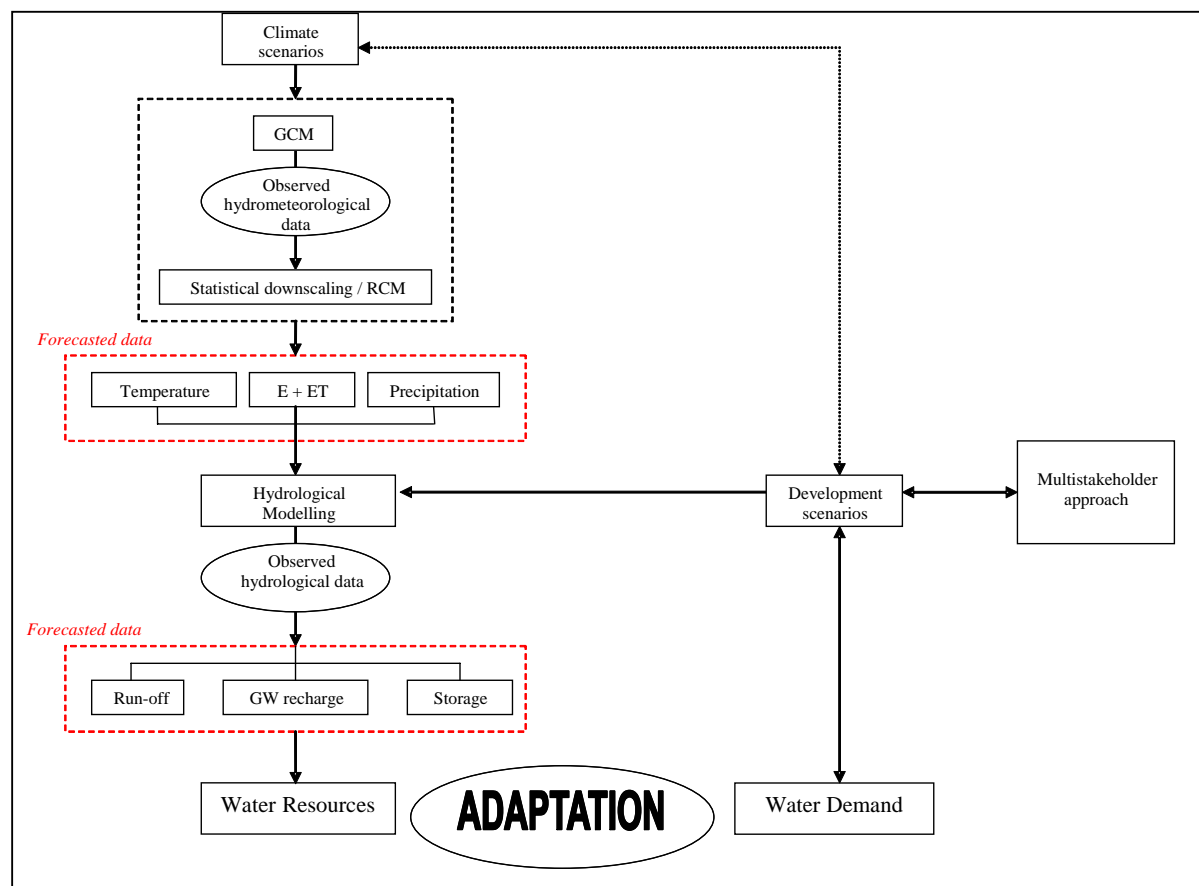 Climate
scenarios
GCM
Observed
hydrometeorological
data
Statistical downscaling / RCM
Forecasted data
Temperature
E + ET
Precipitation
Hydrological
Modelling
Development
scenarios
Multistakeholder
approach
Observed
hydrological data
Forecasted data
Run-off
GW recharge
Storage
Water Resources
ADAPTATION
Water Demand